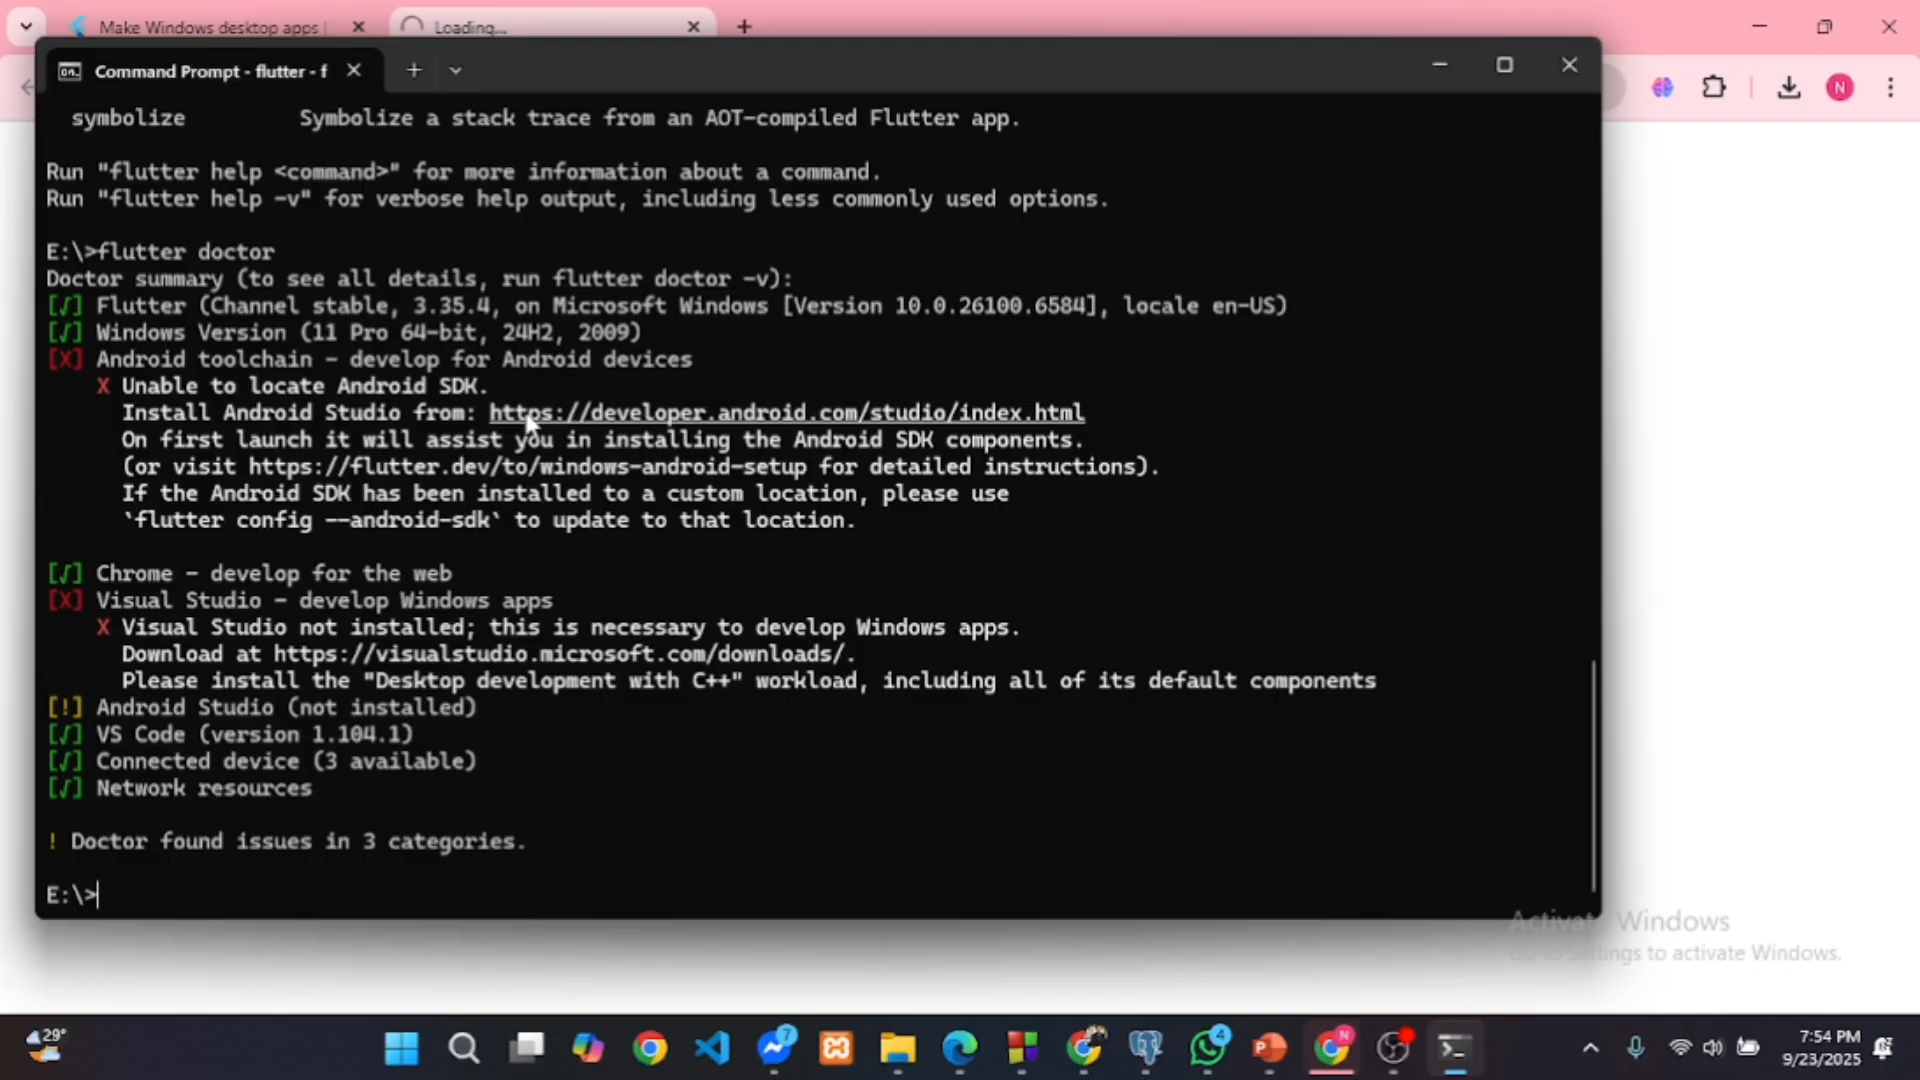 Make Windows desktop apps |
Loading...
Command Prompt - flutter - f
N
symbolize Symbolize a stack trace from an AOT-compiled Flutter app.
Run "flutter help <command>" for more information about a command.
Run "flutter help -v" for verbose help output, including less commonly used options.
E:\>flutter doctor
Doctor summary (to see all details, run flutter doctor -v):
[√] Flutter (Channel stable, 3.35.4, on Microsoft Windows [Version 10.0.26100.6584], locale en-US)
[√] Windows Version (11 Pro 64-bit, 24H2, 2009)
[X] Android toolchain - develop for Android devices
X Unable to locate Android SDK.
Install Android Studio from: https://developer.android.com/studio/index.html
On first launch it will assist you in installing the Android SDK components.
(or visit https://flutter.dev/to/windows-android-setup for detailed instructions).
If the Android SDK has been installed to a custom location, please use
`flutter config --android-sdk` to update to that location.
[√] Chrome - develop for the web
[X] Visual Studio - develop Windows apps
X Visual Studio not installed; this is necessary to develop Windows apps.
Download at https://visualstudio.microsoft.com/downloads/.
Please install the "Desktop development with C++" workload, including all of its default components
[!] Android Studio (not installed)
[√] VS Code (version 1.104.1)
[√] Connected device (3 available)
[√] Network resources
! Doctor found issues in 3 categories.
E:\>
Activate Windows
Go to Settings to activate Windows.
29°
7
4
N
7:54 PM
9/23/2025